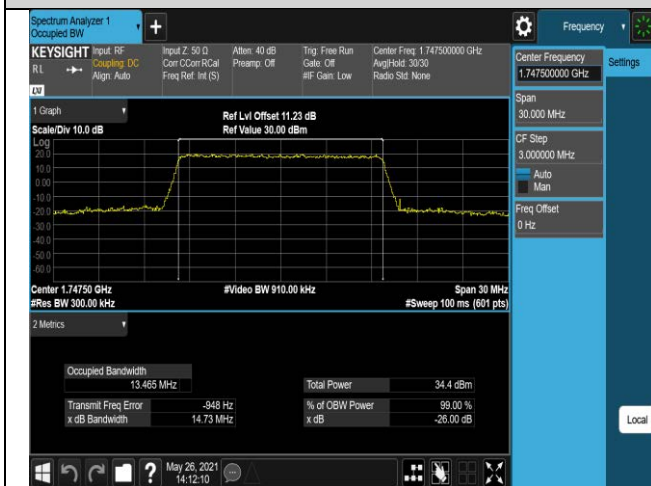 Spectrum Analyzer 1
Occupied BW
+
Frequency
KEYSIGHT
RL
LXI
Input: RF
Coupling: DC
Align: Auto
Input Z: 50 Ω
Corr CCorr RCal
Freq Ref: Int (S)
Atten: 40 dB
Preamp: Off
Trig: Free Run
Gate: Off
#IF Gain: Low
Center Freq: 1.747500000 GHz
Avg|Hold: 30/30
Radio Std: None
Center Frequency
1.747500000 GHz
Settings
Span
30.000 MHz
CF Step
3.000000 MHz
Auto
Man
Freq Offset
0 Hz
Local
1 Graph
Scale/Div 10.0 dB
Ref Lvl Offset 11.23 dB
Ref Value 30.00 dBm
Log
20.0
10.0
0.00
-10.0
-20.0
-30.0
-40.0
-50.0
-60.0
Center 1.74750 GHz
#Res BW 300.00 kHz
#Video BW 910.00 kHz
Span 30 MHz
#Sweep 100 ms (601 pts)
2 Metrics
Occupied Bandwidth
13.465 MHz
Total Power 34.4 dBm
Transmit Freq Error -948 Hz
% of OBW Power 99.00 %
x dB Bandwidth 14.73 MHz
x dB -26.00 dB
?
May 26, 2021
14:12:10